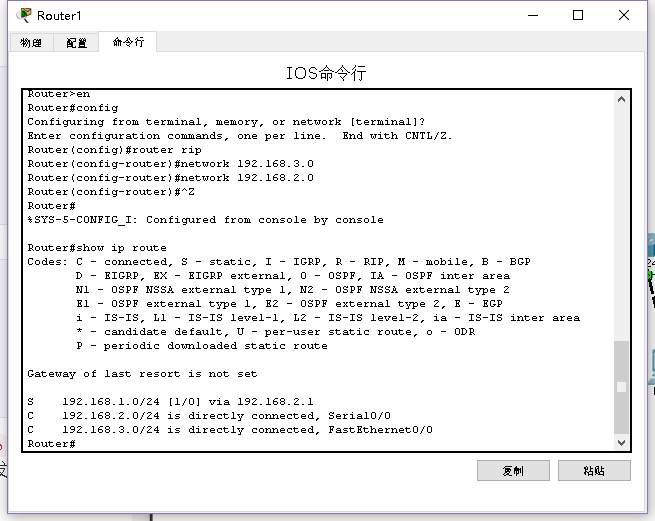 Router1
物理 配置 命令行
IOS命令行
Router>en
Router#config
Configuring from terminal, memory, or network [terminal]?
Enter configuration commands, one per line.  End with CNTL/Z.
Router(config)#router rip
Router(config-router)#network 192.168.3.0
Router(config-router)#network 192.168.2.0
Router(config-router)#^Z
Router#
%SYS-5-CONFIG_I: Configured from console by console
Router#show ip route
Codes: C - connected, S - static, I - IGRP, R - RIP, M - mobile, B - BGP
D - EIGRP, EX - EIGRP external, O - OSPF, IA - OSPF inter area
N1 - OSPF NSSA external type 1, N2 - OSPF NSSA external type 2
E1 - OSPF external type 1, E2 - OSPF external type 2, E - EGP
i - IS-IS, L1 - IS-IS level-1, L2 - IS-IS level-2, ia - IS-IS inter area
* - candidate default, U - per-user static route, o - ODR
P - periodic downloaded static route
Gateway of last resort is not set
S    192.168.1.0/24 [1/0] via 192.168.2.1
C    192.168.2.0/24 is directly connected, Serial0/0
C    192.168.3.0/24 is directly connected, FastEthernet0/0
Router#
复制 粘贴